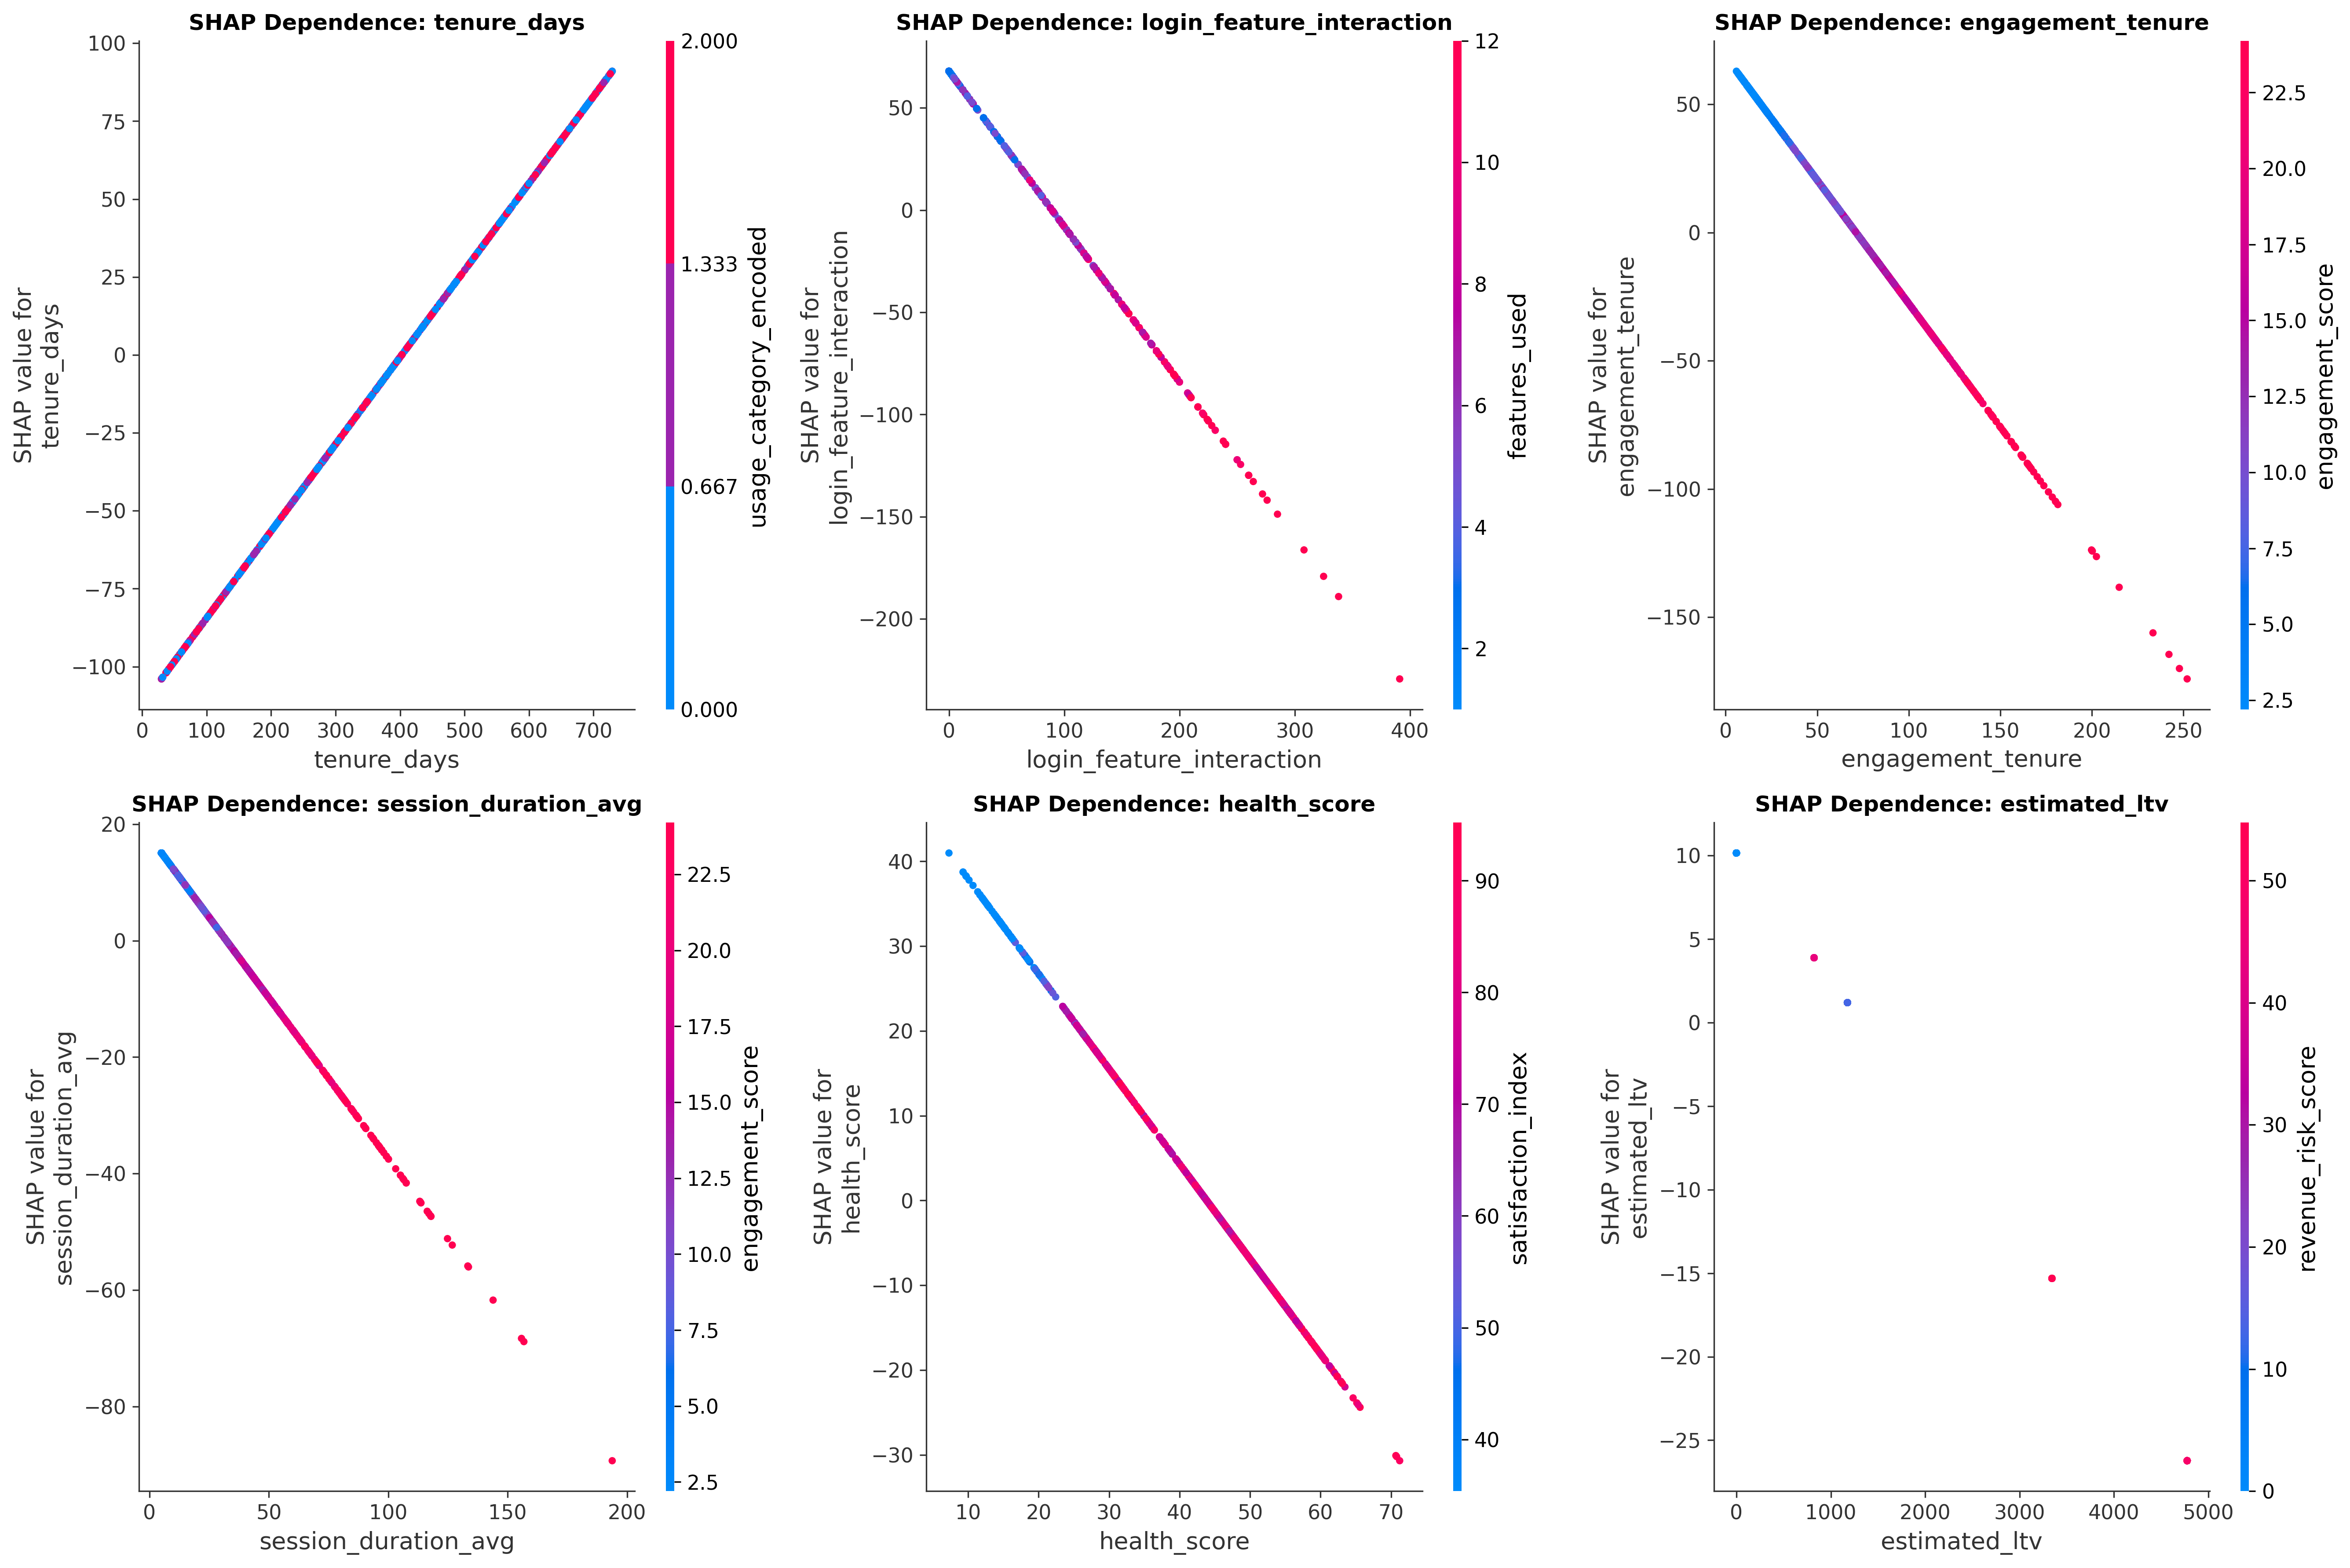 SHAP Dependence: tenure_days
100
75
50
25
0
−25
−50
−75
−100
SHAP value for
tenure_days
0 100 200 300 400 500 600 700
tenure_days
2.000
1.333
0.667
0.000
usage_category_encoded
SHAP Dependence: login_feature_interaction
50
0
−50
−100
−150
−200
SHAP value for
login_feature_interaction
0 100 200 300 400
login_feature_interaction
12
10
8
6
4
2
features_used
SHAP Dependence: engagement_tenure
50
0
−50
−100
−150
SHAP value for
engagement_tenure
0 50 100 150 200 250
engagement_tenure
22.5
20.0
17.5
15.0
12.5
10.0
7.5
5.0
2.5
engagement_score
SHAP Dependence: session_duration_avg
20
0
−20
−40
−60
−80
SHAP value for
session_duration_avg
0 50 100 150 200
session_duration_avg
22.5
20.0
17.5
15.0
12.5
10.0
7.5
5.0
2.5
engagement_score
SHAP Dependence: health_score
40
30
20
10
0
−10
−20
−30
SHAP value for
health_score
10 20 30 40 50 60 70
health_score
90
80
70
60
50
40
satisfaction_index
SHAP Dependence: estimated_ltv
10
5
0
−5
−10
−15
−20
−25
SHAP value for
estimated_ltv
0 1000 2000 3000 4000 5000
estimated_ltv
50
40
30
20
10
0
revenue_risk_score